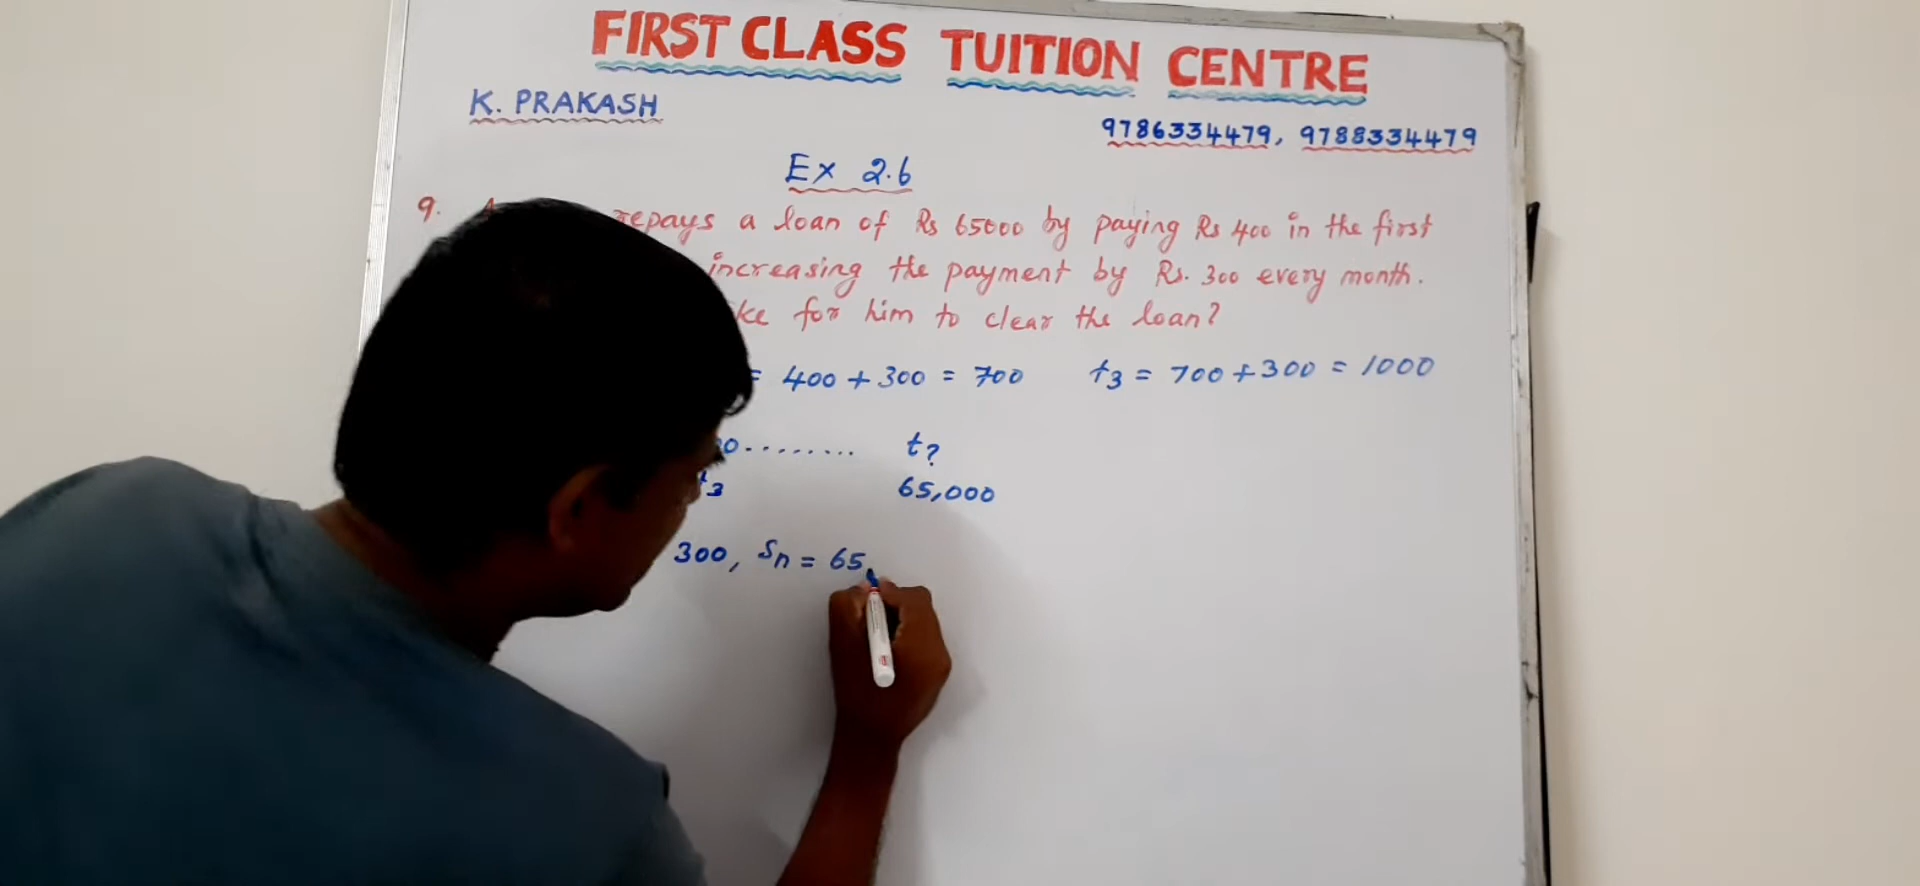 FIRST CLASS TUITION CENTRE
K. PRAKASH
9786334479, 9788334479
Ex 2.6
9. A repays a loan of Rs 65000 by paying Rs 400 in the first
increasing the payment by Rs. 300 every month.
for him to clear the loan?
= 400 + 300 = 700 t3 = 700 + 300 = 1000
........ t?
t3 65,000
300, Sn = 65,